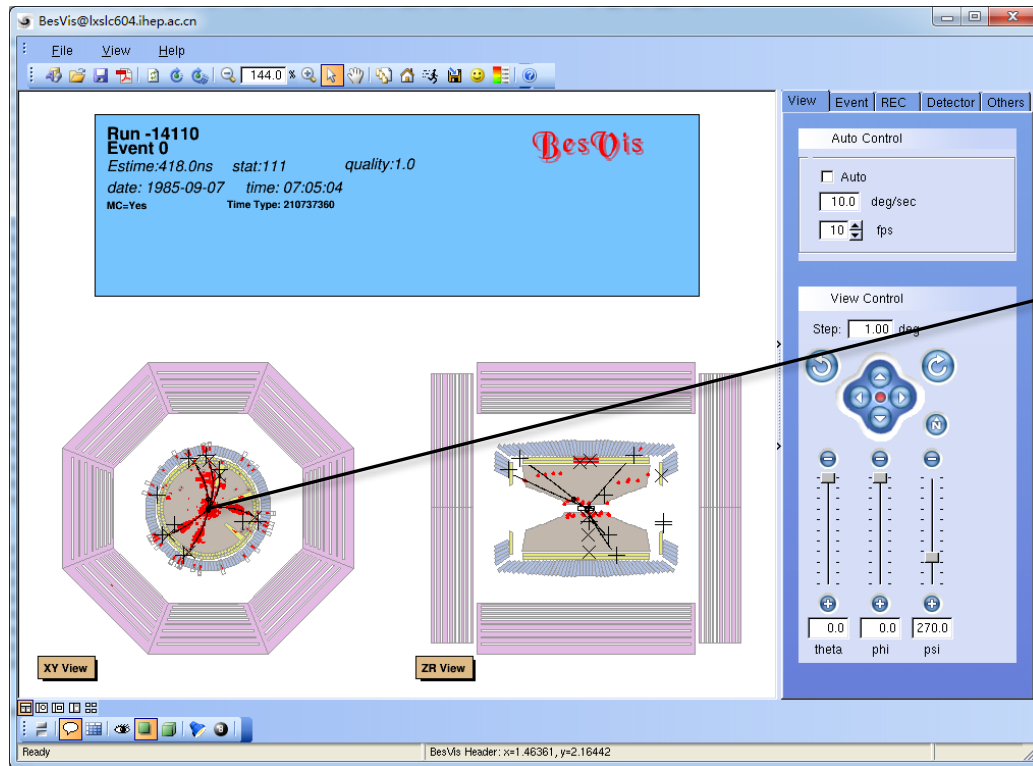 BesVis@lxslc604.ihep.ac.cn
File View Help
144.0 %
View Event REC Detector Others
Run -14110
Event 0
BesVis
Estime:418.0ns stat:111 quality:1.0
date: 1985-09-07 time: 07:05:04
MC=Yes Time Type: 210737360
Auto Control
Auto
10.0 deg/sec
10 fps
View Control
Step: 1.00 deg
N
0.0 0.0 270.0
theta phi psi
XY View
ZR View
Ready
BesVis Header: x=1.46361, y=2.16442